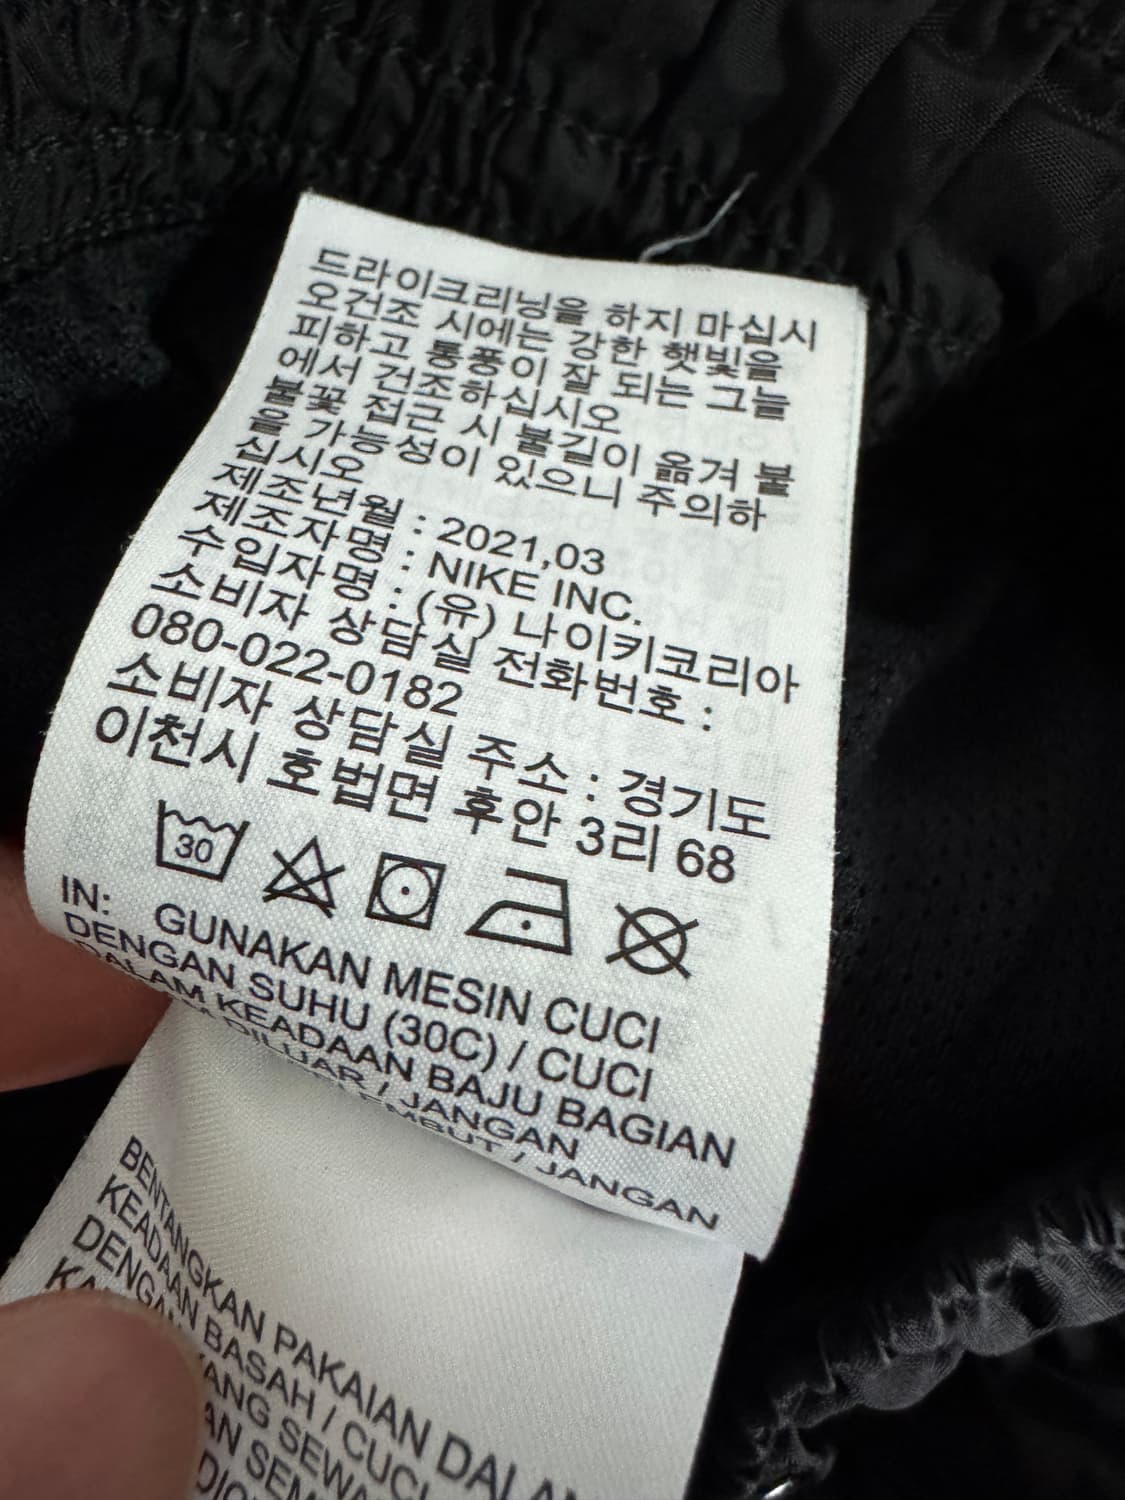 드라이크리닝을 하지 마십시
오건조 시에는 강한 햇빛을
피하고 통풍이 잘 되는 그늘
에서 건조하십시오
불꽃 접근 시 불길이 옮겨 붙
을 가능성이 있으니 주의하
십시오
제조년월 : 2021,03
제조자명 : NIKE INC.
수입자명 : (유) 나이키코리아
소비자 상담실 전화번호 :
080-022-0182
소비자 상담실 주소 : 경기도
이천시 호법면 후안 3리 68
30
IN: GUNAKAN MESIN CUCI
DENGAN SUHU (30C) / CUCI
DALAM KEADAAN BAJU BAGIAN
DILUAR / JANGAN
/ JANGAN
BENTANGKAN PAKAIAN DALAM
KEADAAN BASAH / CUCI
DENGAN